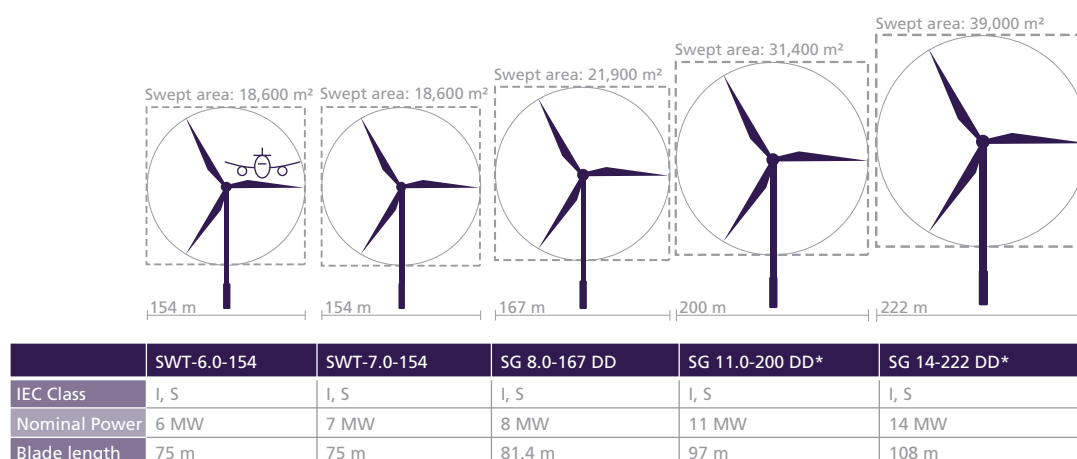 Swept area: 39,000 m²
Swept area: 31,400 m²
Swept area: 21,900 m²
Swept area: 18,600 m² Swept area: 18,600 m²
154 m 154 m 167 m 200 m 222 m
SWT-6.0-154 SWT-7.0-154 SG 8.0-167 DD SG 11.0-200 DD* SG 14-222 DD*
IEC Class I, S I, S I, S I, S I, S
Nominal Power 6 MW 7 MW 8 MW 11 MW 14 MW
Blade length 75 m 75 m 81.4 m 97 m 108 m